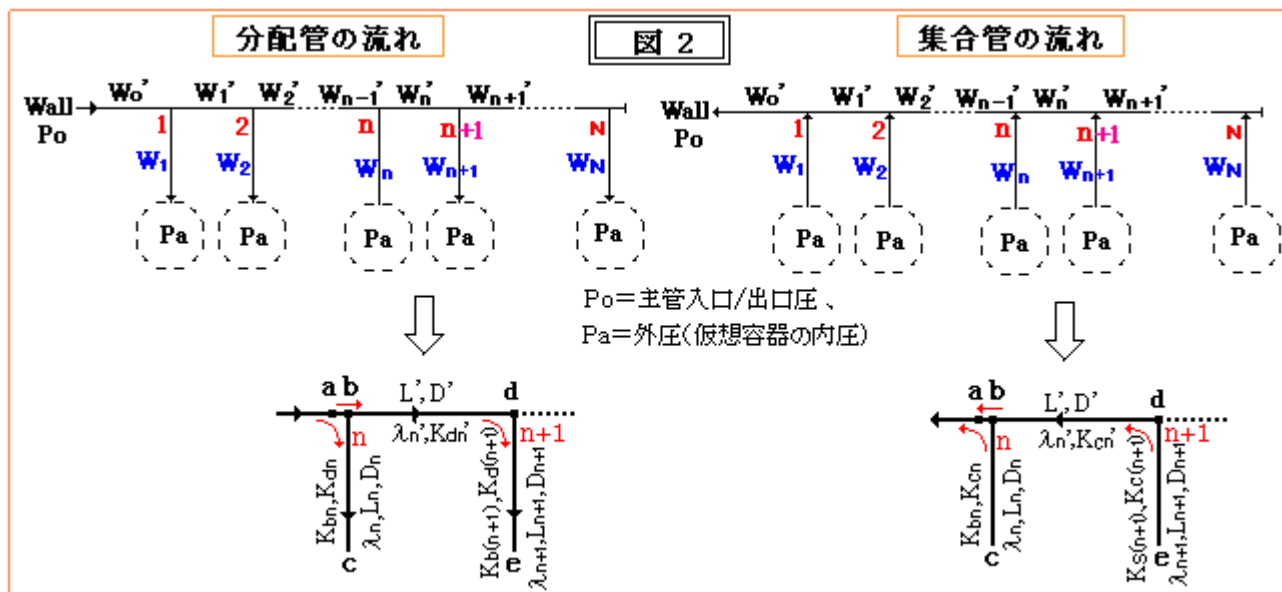 分配管の流れ
図 2
集合管の流れ
Wo' W1' W2' Wn-1' Wn' Wn+1'
Wall
Po
1 2 n n+1 N
W1 W2 Wn Wn+1 WN
Pa Pa Pa Pa Pa
Wo' W1' W2' Wn-1' Wn' Wn+1'
Wall
Po
1 2 n n+1 N
W1 W2 Wn Wn+1 WN
Pa Pa Pa Pa Pa
Po=主管入口/出口圧 、
Pa=外圧(仮想容器の内圧)
a b d
L', D'
λn', Kdn'
n n+1
Kbn, Kdn
λn, Ln, Dn
Kb(n+1), Kd(n+1)
λn+1, Ln+1, Dn+1
c e
a b d
L', D'
λn', Kcn'
n n+1
Kbn, Kcn
λn, Ln, Dn
KS(n+1), Kc(n+1)
λn+1, Ln+1, Dn+1
c e